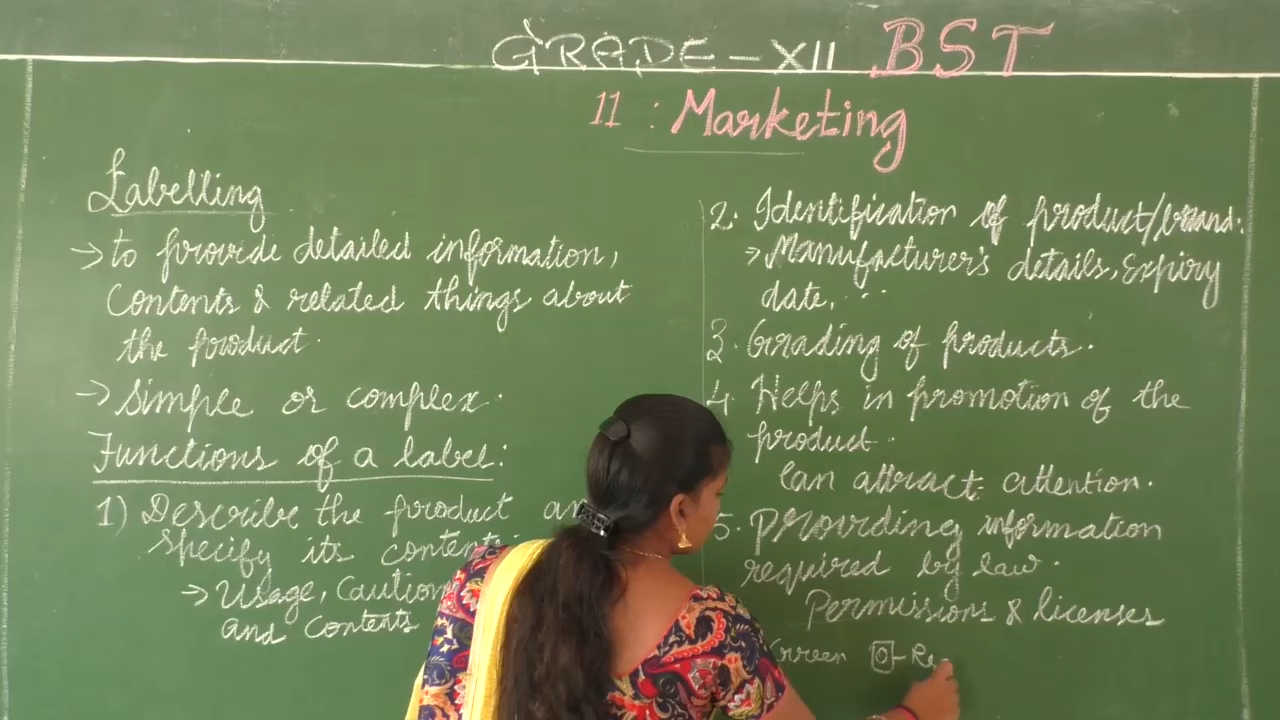 GRADE - XII BST
11 : Marketing
Labelling
→ to provide detailed information,
contents & related things about
the product.
→ Simple or complex.
Functions of a label:
1) Describe the product
specify its
→ Usage, Caution
and contents
2. Identification of product/brand.
→ Manufacturer's details, Expiry
date, ...
3. Grading of products.
4. Helps in promotion of the
product.
Can attract attention.
5. Providing information
required by law.
Permissions & licenses
Green